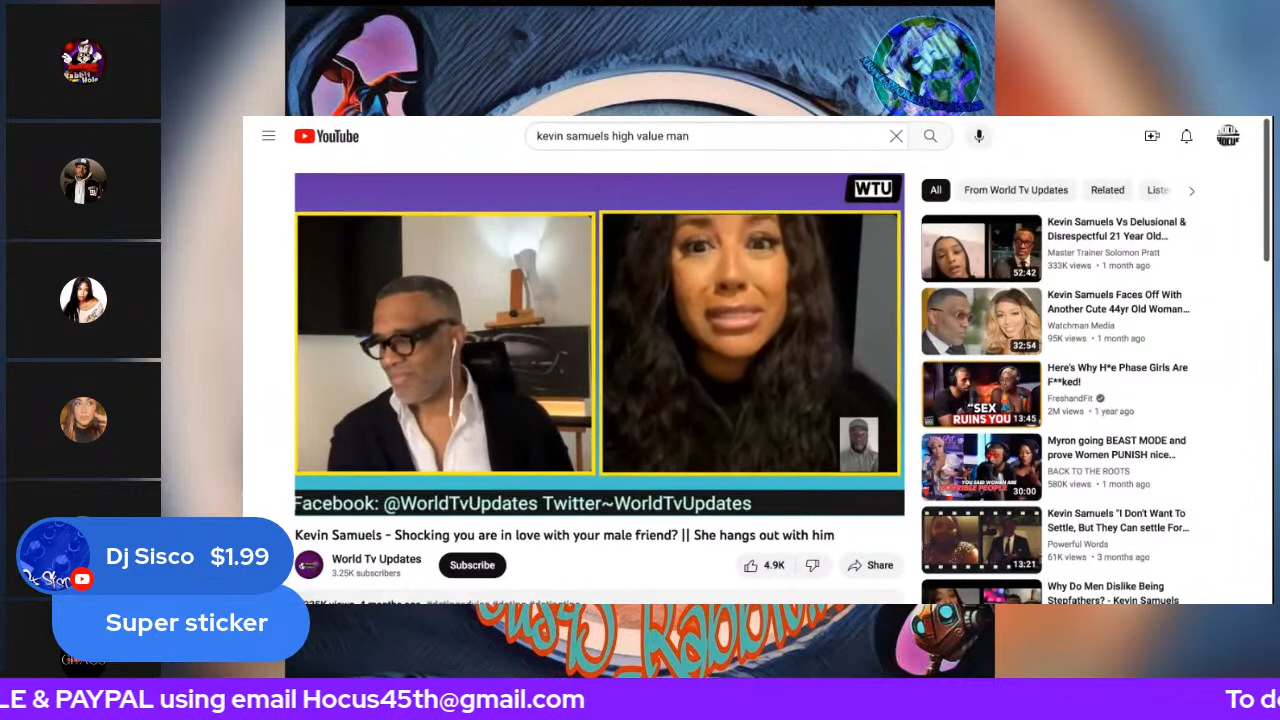 YouTube
kevin samuels high value man
WTU
Facebook: @WorldTvUpdates Twitter~WorldTvUpdates
Kevin Samuels - Shocking you are in love with your male friend? || She hangs out with him
World Tv Updates
3.25K subscribers
Subscribe
4.9K
Share
All
From World Tv Updates
Related
Kevin Samuels Vs Delusional &
Disrespectful 21 Year Old...
Master Trainer Solomon Pratt
333K views • 1 month ago
52:42
Kevin Samuels Faces Off With
Another Cute 44yr Old Woman...
Watchman Media
95K views • 1 month ago
32:54
Here's Why H*e Phase Girls Are
F**ked!
FreshandFit
2M views • 1 year ago
"SEX
RUINS YOU
13:45
Myron going BEAST MODE and
prove Women PUNISH nice...
BACK TO THE ROOTS
580K views • 1 month ago
30:00
Kevin Samuels "I Don't Want To
Settle, But They Can settle For...
Powerful Words
61K views • 3 months ago
13:21
Why Do Men Dislike Being
Stepfathers? - Kevin Samuels
Dj Sisco $1.99
Super sticker
LE & PAYPAL using email Hocus45th@gmail.com
To do